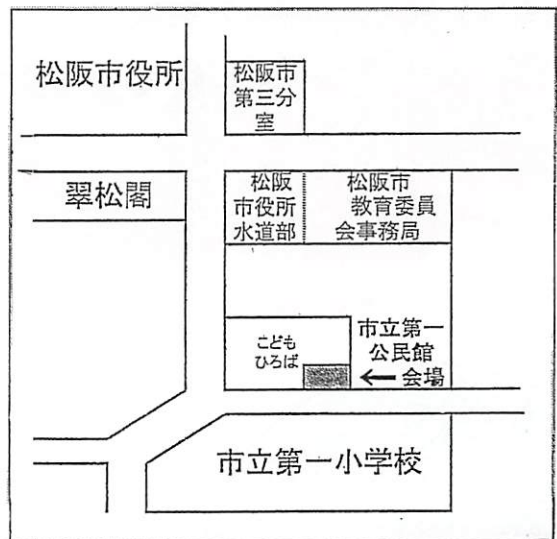 松阪市役所
松阪市
第三分
室
翠松閣
松阪
市役所
水道部
松阪市
教育委員
会事務局
こども
ひろば
市立第一
公民館
← 会場
市立第一小学校